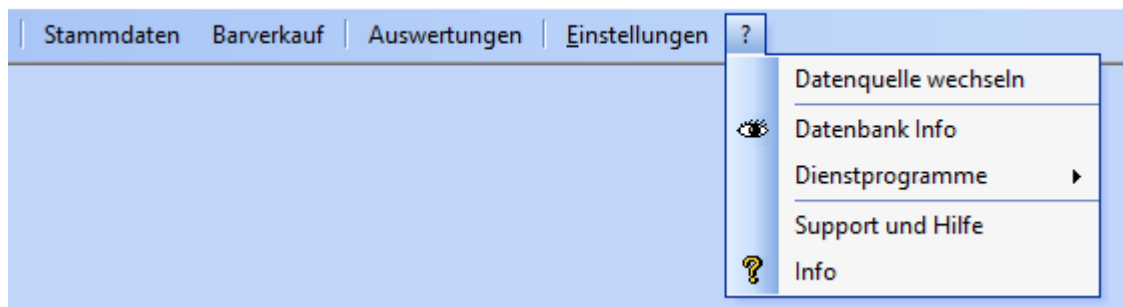 Stammdaten Barverkauf Auswertungen Einstellungen ?
Datenquelle wechseln
Datenbank Info
Dienstprogramme
Support und Hilfe
Info